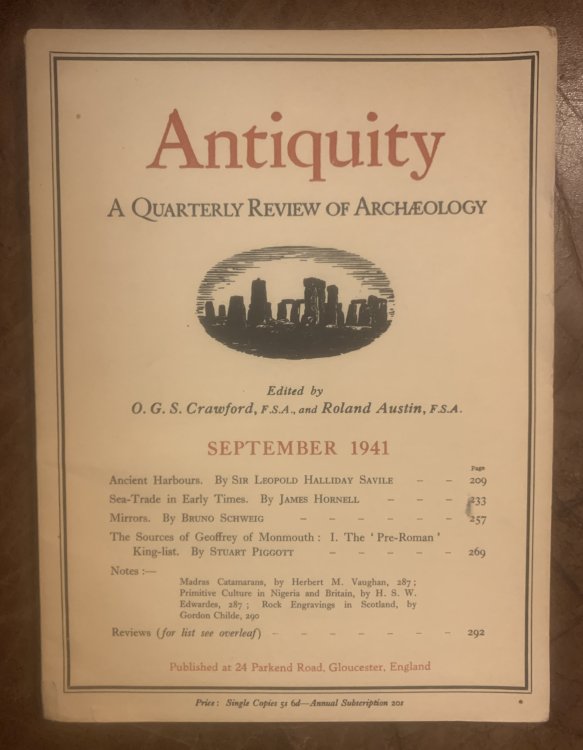 Antiquity
A QUARTERLY REVIEW OF ARCHÆOLOGY
Edited by
O. G. S. Crawford, F.S.A., and Roland Austin, F.S.A.
SEPTEMBER 1941
Page
Ancient Harbours. By SIR LEOPOLD HALLIDAY SAVILE – – 209
Sea-Trade in Early Times. By JAMES HORNELL – – – – 233
Mirrors. By BRUNO SCHWEIG – – – – – – – 257
The Sources of Geoffrey of Monmouth : I. The ' Pre-Roman '
King-list. By STUART PIGGOTT – – – – – 269
Notes :—
Madras Catamarans, by Herbert M. Vaughan, 287 ;
Primitive Culture in Nigeria and Britain, by H. S. W.
Edwardes, 287 ; Rock Engravings in Scotland, by
Gordon Childe, 290
Reviews (for list see overleaf) – – – – – – – 292
Published at 24 Parkend Road, Gloucester, England
Price : Single Copies 5s 6d—Annual Subscription 20s